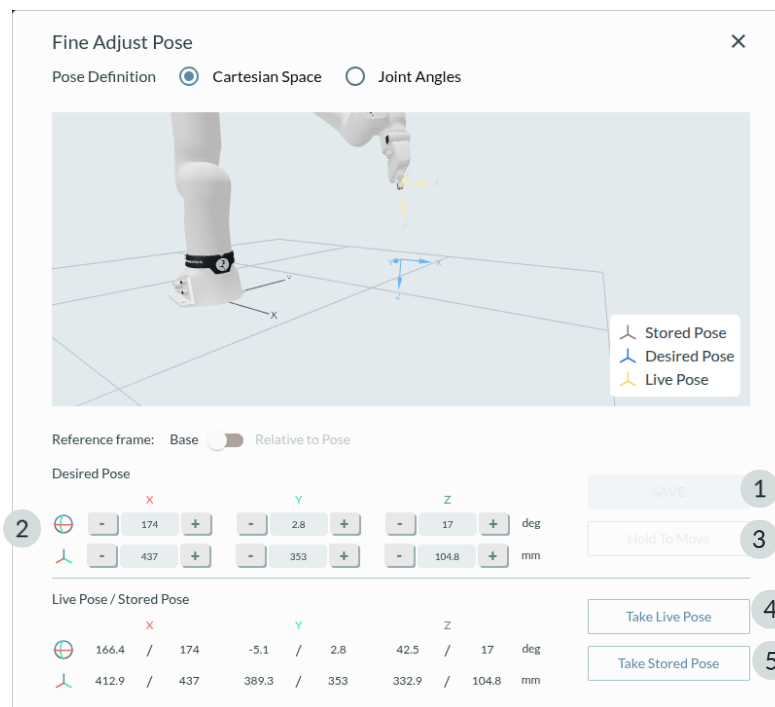 Fine Adjust Pose
Pose Definition Cartesian Space Joint Angles
X
Y X
Z
X
Stored Pose
Desired Pose
Live Pose
Reference frame: Base Relative to Pose
Desired Pose
SAVE 1
X Y Z
2 - 174 + - 2.8 + - 17 + deg
Hold To Move 3
- 437 + - 353 + - 104.8 + mm
Live Pose / Stored Pose
Take Live Pose 4
X Y Z
166.4 / 174 -5.1 / 2.8 42.5 / 17 deg
Take Stored Pose 5
412.9 / 437 389.3 / 353 332.9 / 104.8 mm